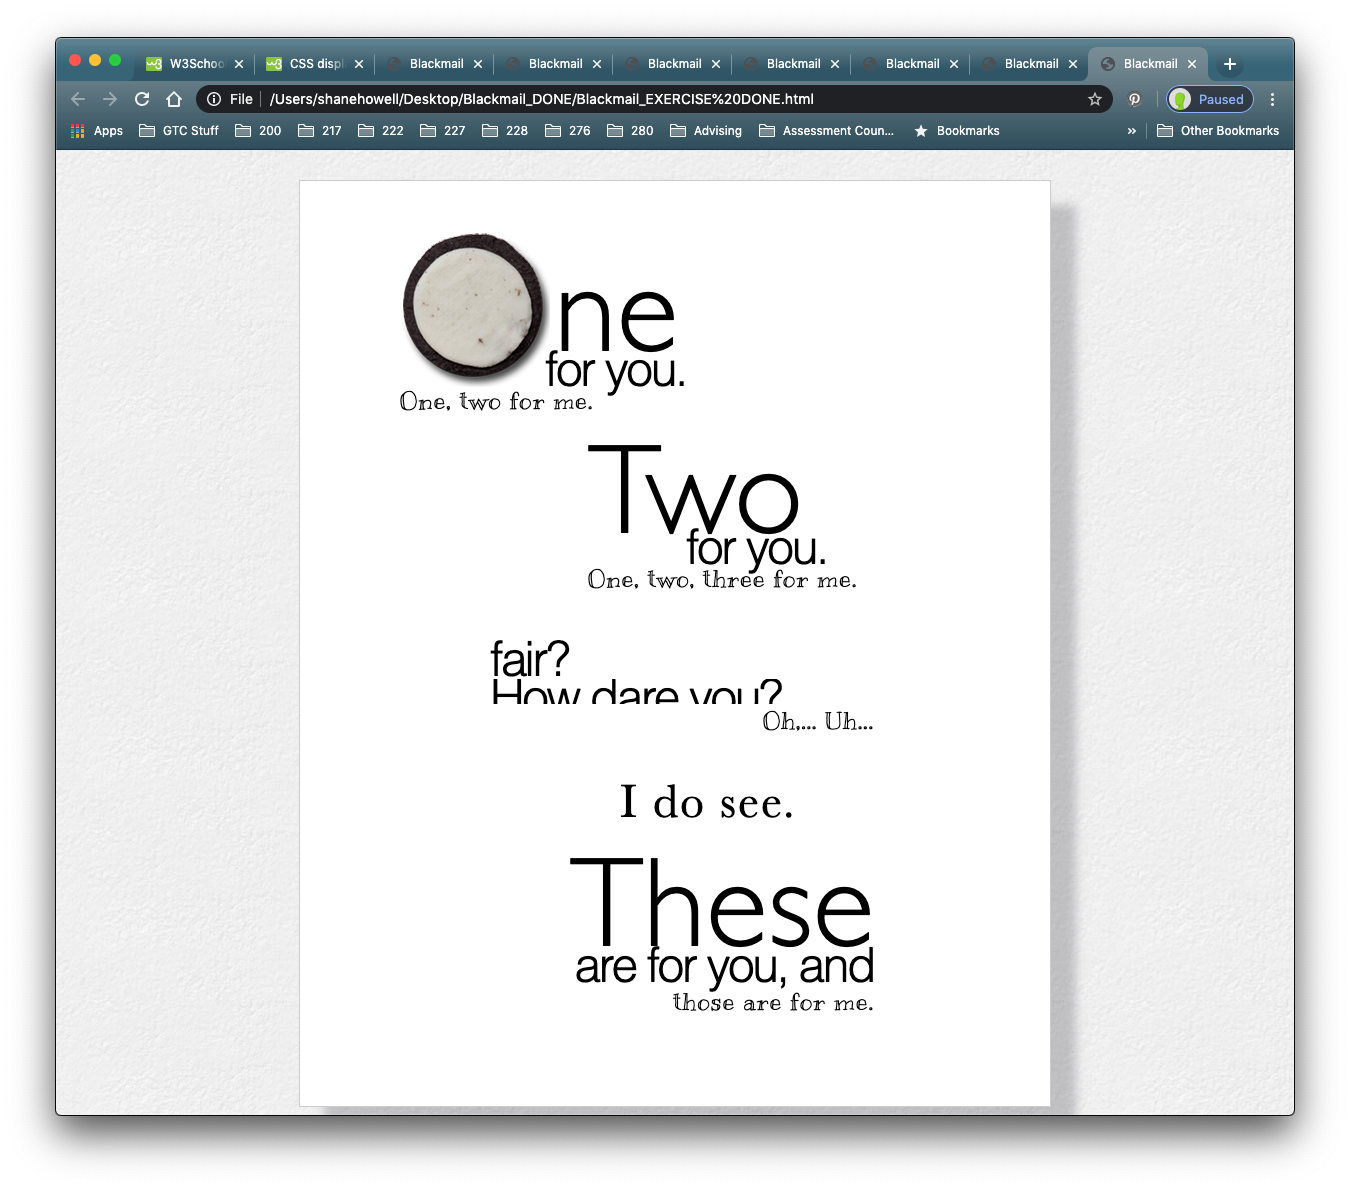 W3Schoo
CSS displ
Blackmail
Blackmail
Blackmail
Blackmail
Blackmail
Blackmail
Blackmail
File
/Users/shanehowell/Desktop/Blackmail_DONE/Blackmail_EXERCISE%20DONE.html
Paused
Apps
GTC Stuff
200
217
222
227
228
276
280
Advising
Assessment Coun...
Bookmarks
»
Other Bookmarks
ne
for you.
One, two for me.
Two
for you.
One, two, three for me.
fair?
How dare you?
Oh,... Uh...
I do see.
These
are for you, and
those are for me.